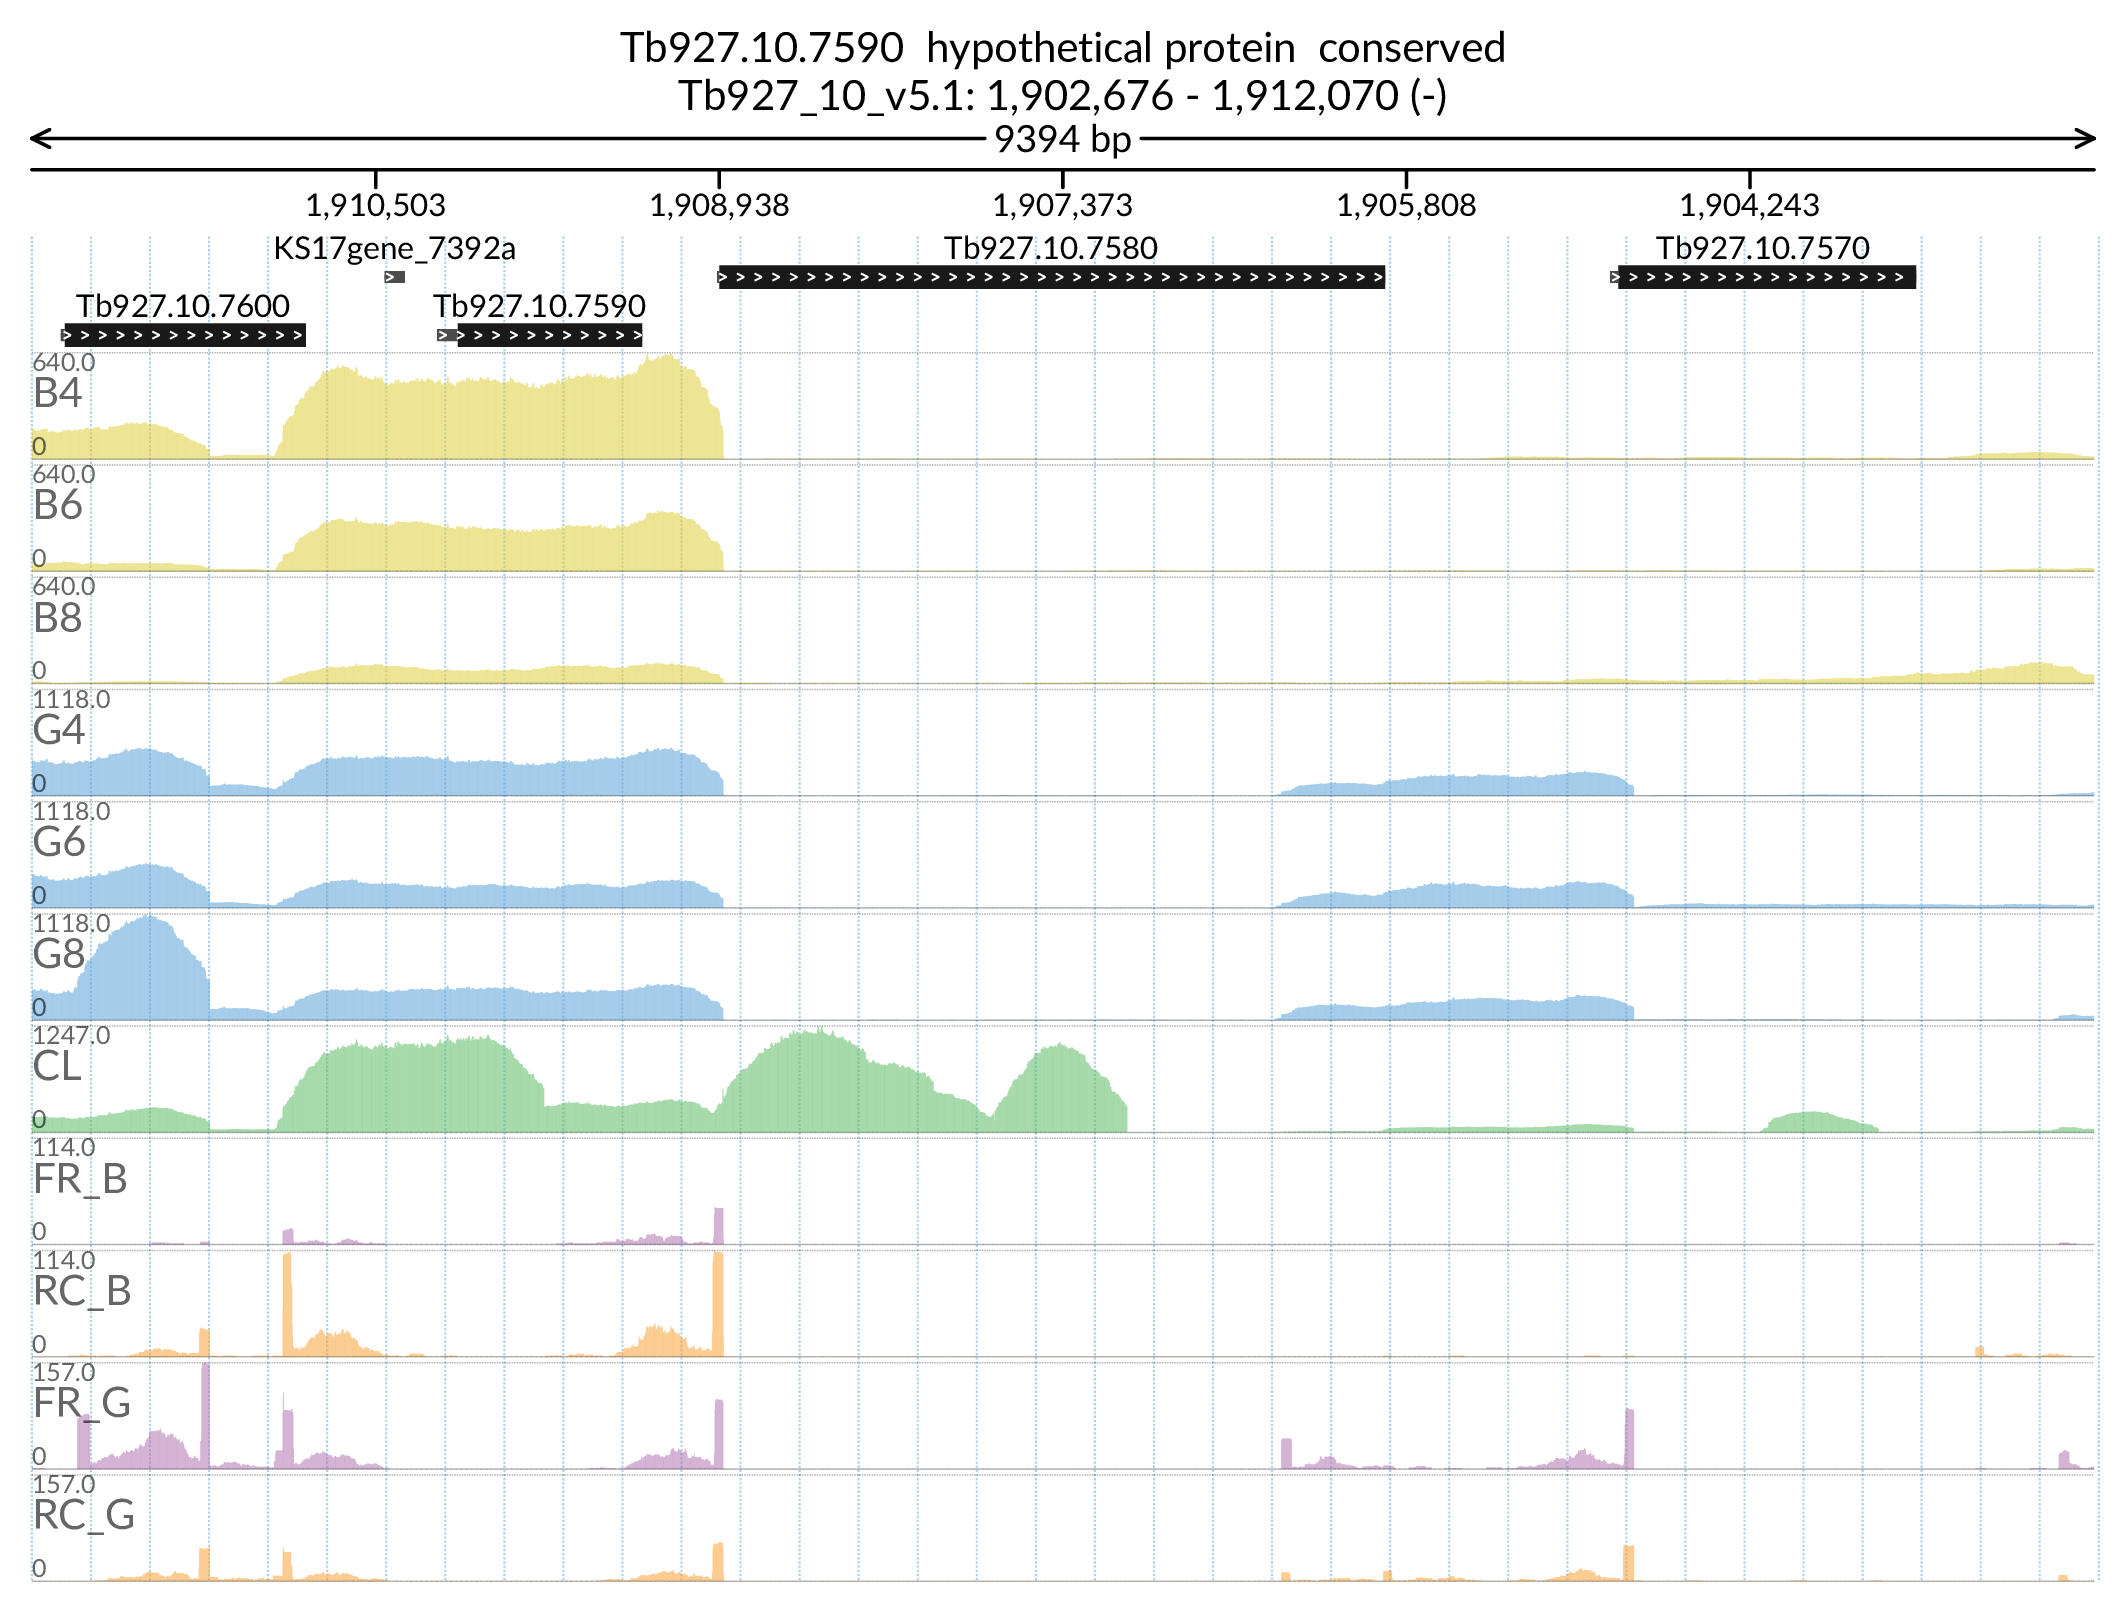 Tb927.10.7590 hypothetical protein conserved
Tb927_10_v5.1: 1,902,676 - 1,912,070 (-)
9394 bp
1,910,503 1,908,938 1,907,373 1,905,808 1,904,243
KS17gene_7392a Tb927.10.7580 Tb927.10.7570
Tb927.10.7600 Tb927.10.7590
640.0
B4
0
640.0
B6
0
640.0
B8
0
1118.0
G4
0
1118.0
G6
0
1118.0
G8
0
1247.0
CL
0
114.0
FR_B
0
114.0
RC_B
0
157.0
FR_G
0
157.0
RC_G
0